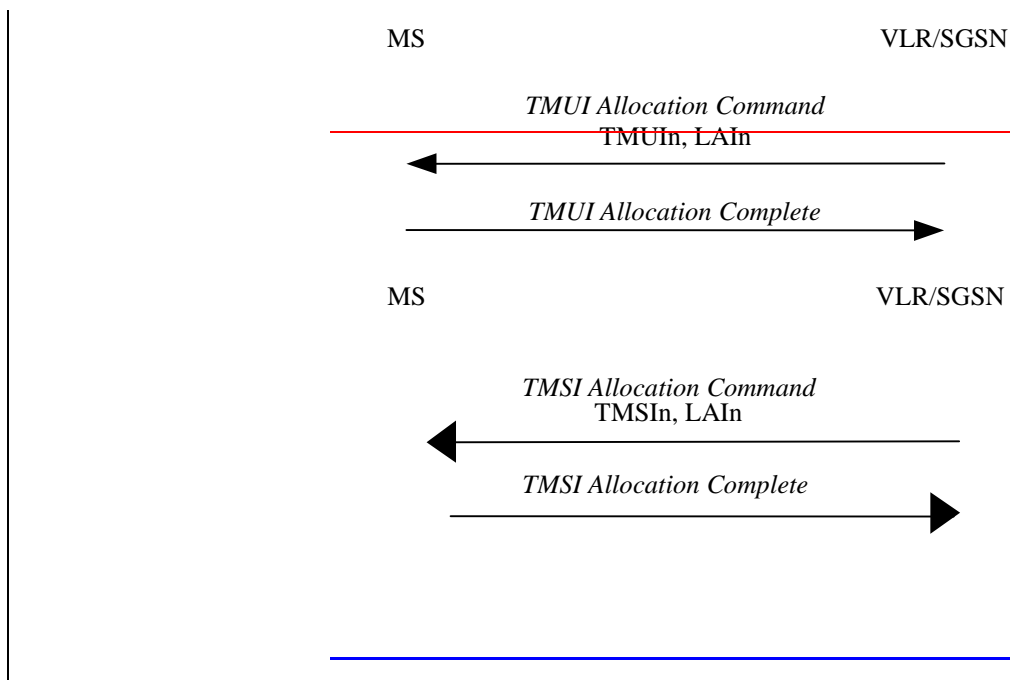 MS VLR/SGSN
TMUI Allocation Command
TMUIn, LAIn
TMUI Allocation Complete
MS VLR/SGSN
TMSI Allocation Command
TMSIn, LAIn
TMSI Allocation Complete